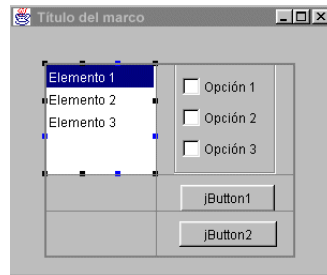 Título del marco
Elemento 1
Elemento 2
Elemento 3
Opción 1
Opción 2
Opción 3
jButton1
jButton2